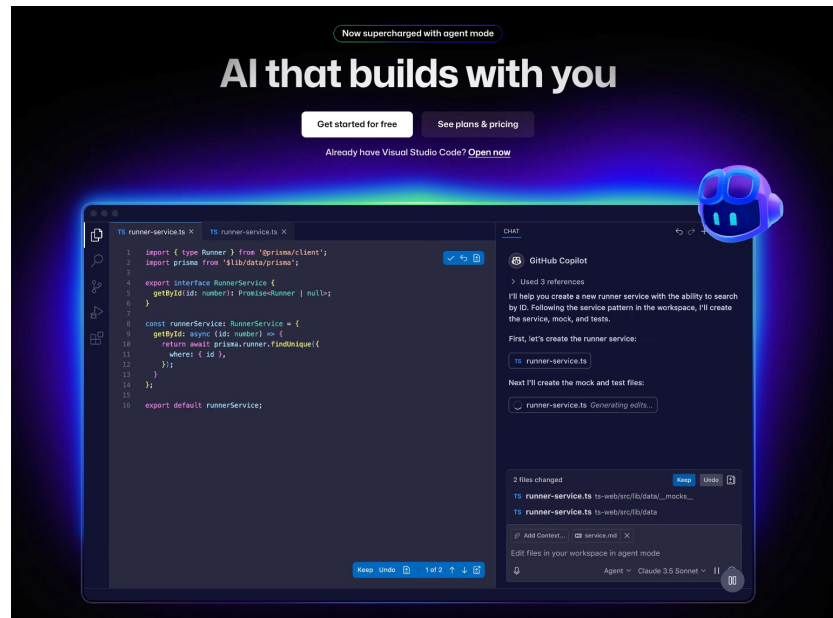 Now supercharged with agent mode
AI that builds with you
Get started for free
See plans & pricing
Already have Visual Studio Code? Open now
TS runner-service.ts ×
TS runner-service.ts ×
1 import { type Runner } from '@prisma/client';
2 import prisma from '$lib/data/prisma';
3
4 export interface RunnerService {
5 getById(id: number): Promise<Runner | null>;
6 }
7
8 const runnerService: RunnerService = {
9 getById: async (id: number) => {
10 return await prisma.runner.findUnique({
11 where: { id },
12 });
13 }
14 };
15
16 export default runnerService;
Keep Undo 1 of 2
CHAT
GitHub Copilot
Used 3 references
I'll help you create a new runner service with the ability to search
by ID. Following the service pattern in the workspace, I'll create
the service, mock, and tests.
First, let's create the runner service:
TS runner-service.ts
Next I'll create the mock and test files:
runner-service.ts Generating edits...
2 files changed
Keep Undo
TS runner-service.ts ts-web/src/lib/data/__mocks__
TS runner-service.ts ts-web/src/lib/data
Add Context... service.md ×
Edit files in your workspace in agent mode
Agent Claude 3.5 Sonnet